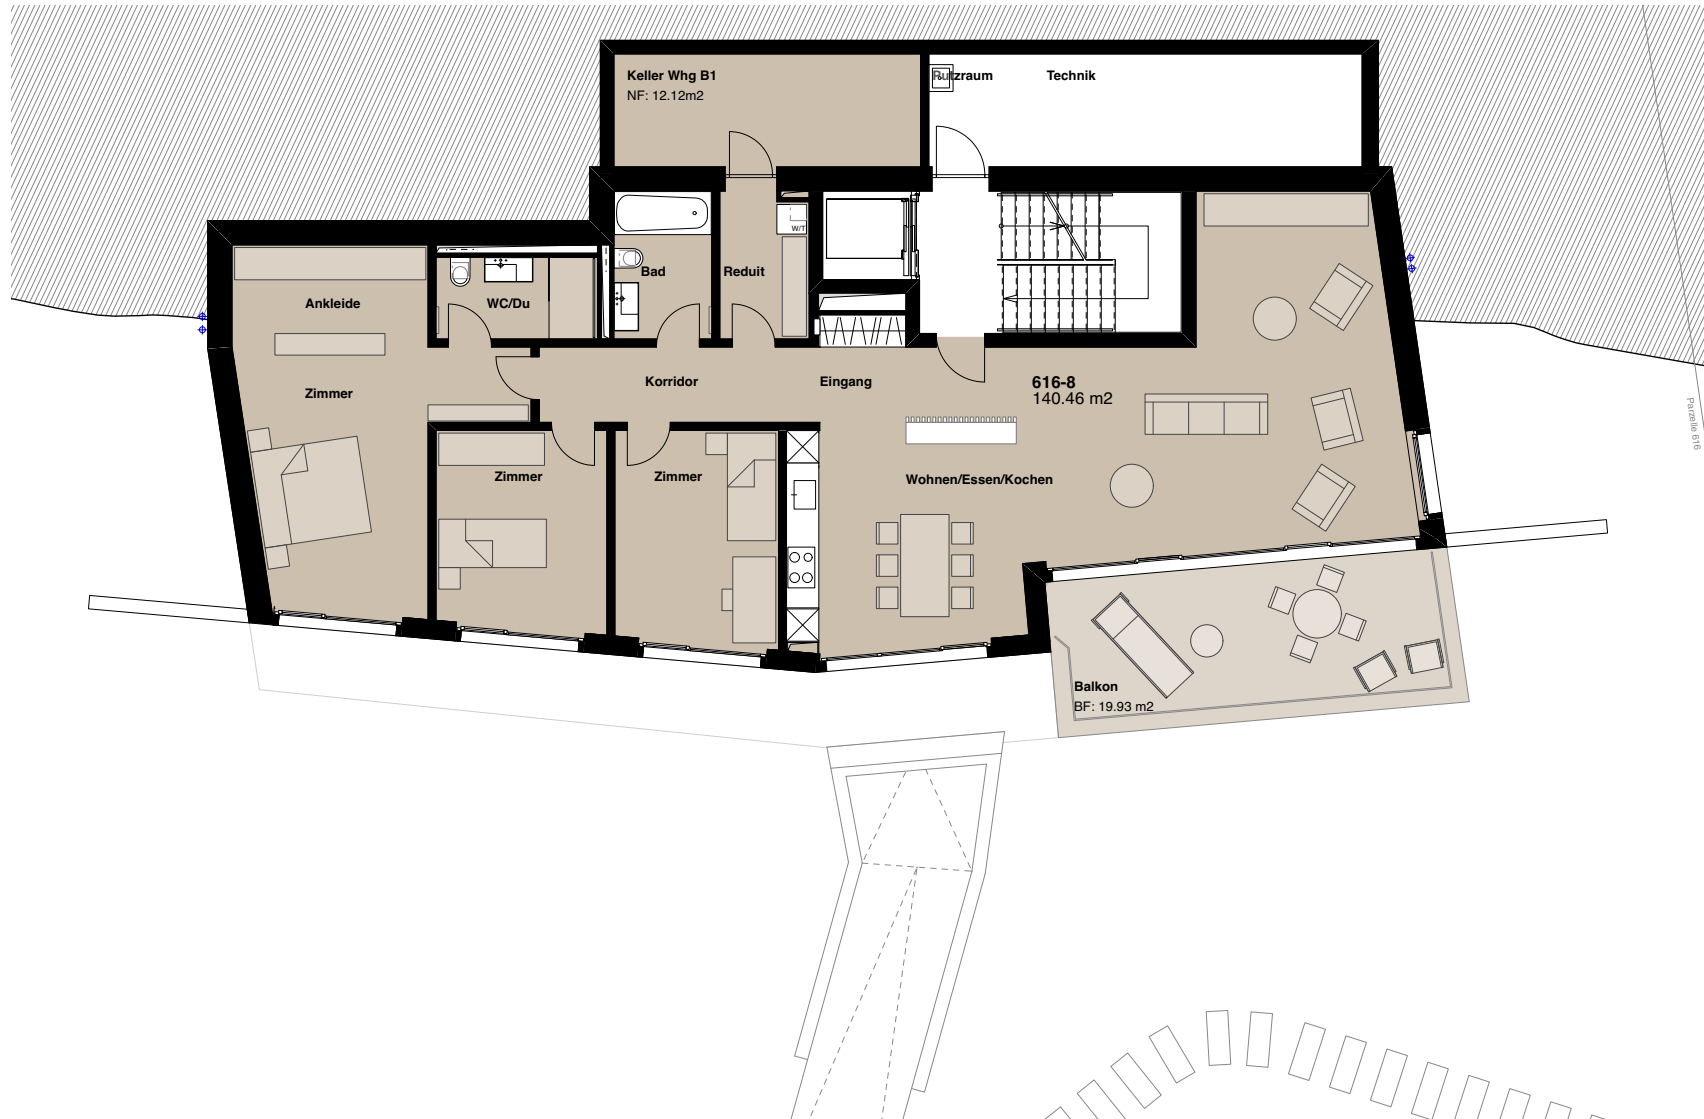 Keller Whg B1
NF: 12.12m2
Putzraum
Technik
W/T
Bad
Reduit
Ankleide
WC/Du
Korridor
Eingang
616-8
140.46 m2
Zimmer
Zimmer
Zimmer
Wohnen/Essen/Kochen
Parzelle 616
Balkon
BF: 19.93 m2